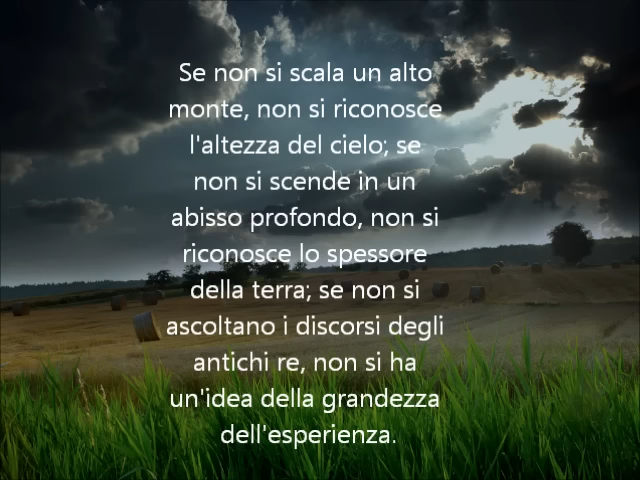 Se non si scala un alto
monte, non si riconosce
l'altezza del cielo; se
non si scende in un
abisso profondo, non si
riconosce lo spessore
della terra; se non si
ascoltano i discorsi degli
antichi re, non si ha
un'idea della grandezza
dell'esperienza.